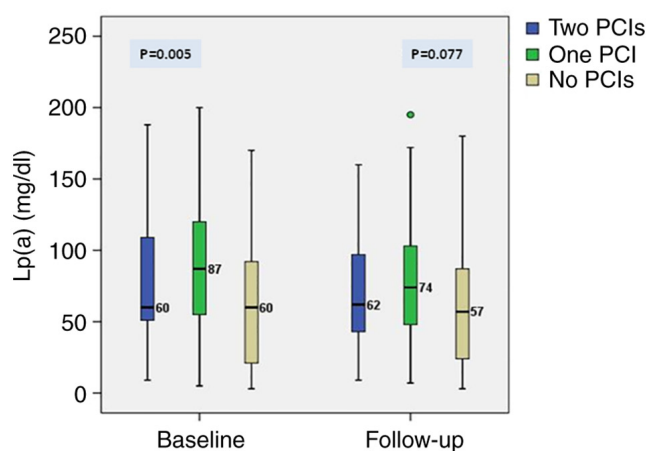 250
200
150
100
50
0
Lp(a) (mg/dl)
P=0.005
P=0.077
60
87
60
62
74
57
Baseline
Follow-up
Two PCIs
One PCI
No PCIs